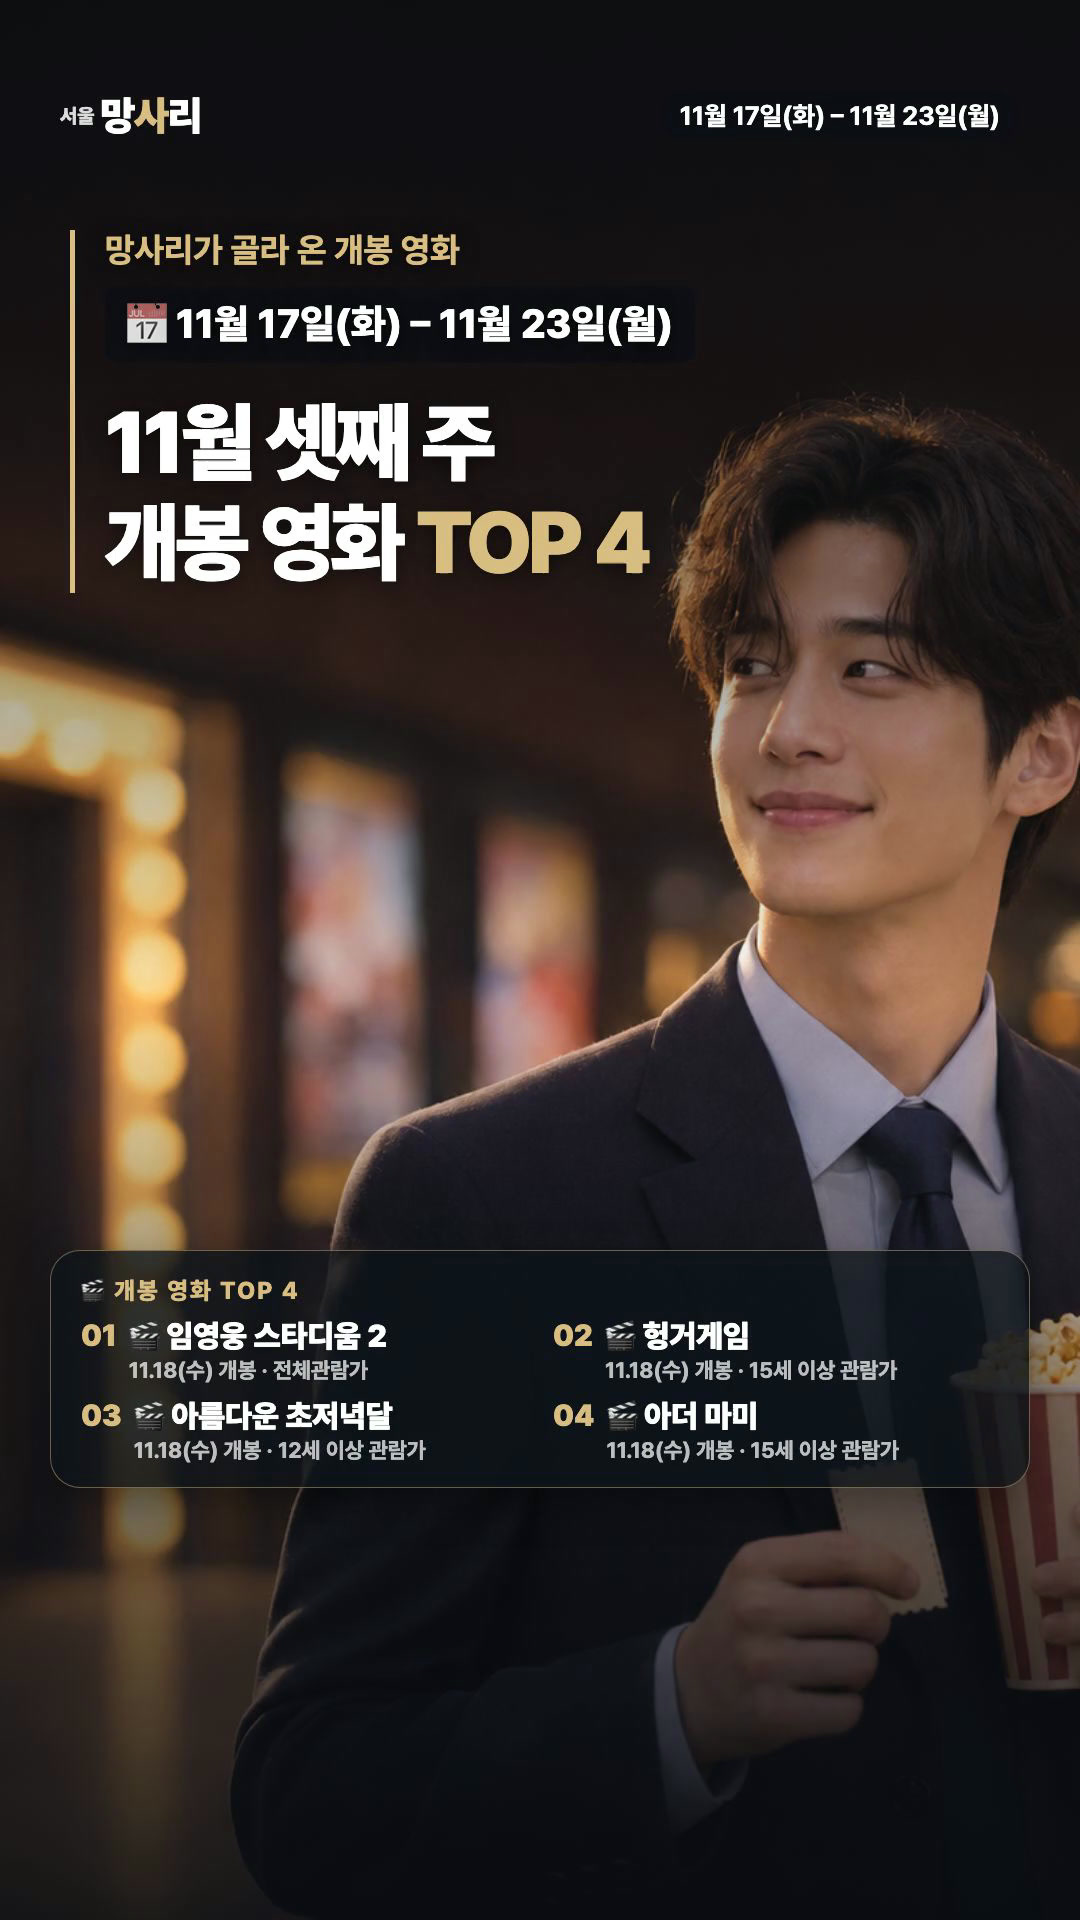 서울 망사리
11월 17일(화) – 11월 23일(월)
망사리가 골라 온 개봉 영화
JUL 17 11월 17일(화) – 11월 23일(월)
11월 셋째 주
개봉 영화 TOP 4
개봉 영화 TOP 4
01 임영웅 스타디움 2
11.18(수) 개봉 · 전체관람가
02 헝거게임
11.18(수) 개봉 · 15세 이상 관람가
03 아름다운 초저녁달
11.18(수) 개봉 · 12세 이상 관람가
04 아더 마미
11.18(수) 개봉 · 15세 이상 관람가